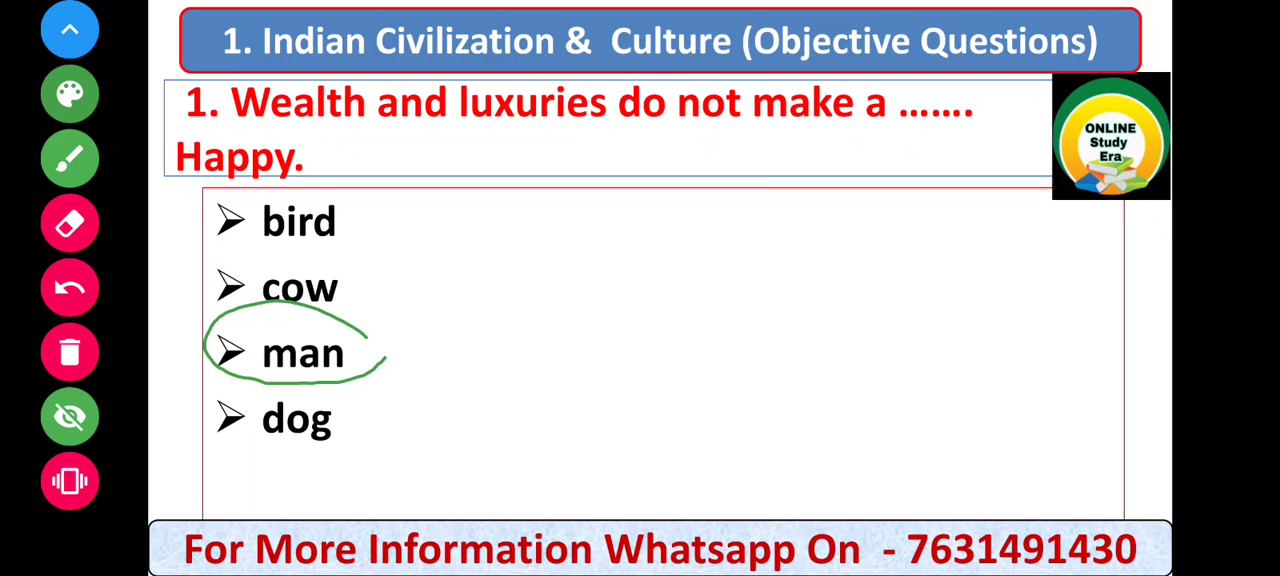 1. Indian Civilization & Culture (Objective Questions)
1. Wealth and luxuries do not make a .......
Happy.
ONLINE
Study
Era
➢ bird
➢ cow
➢ man
➢ dog
For More Information Whatsapp On - 7631491430